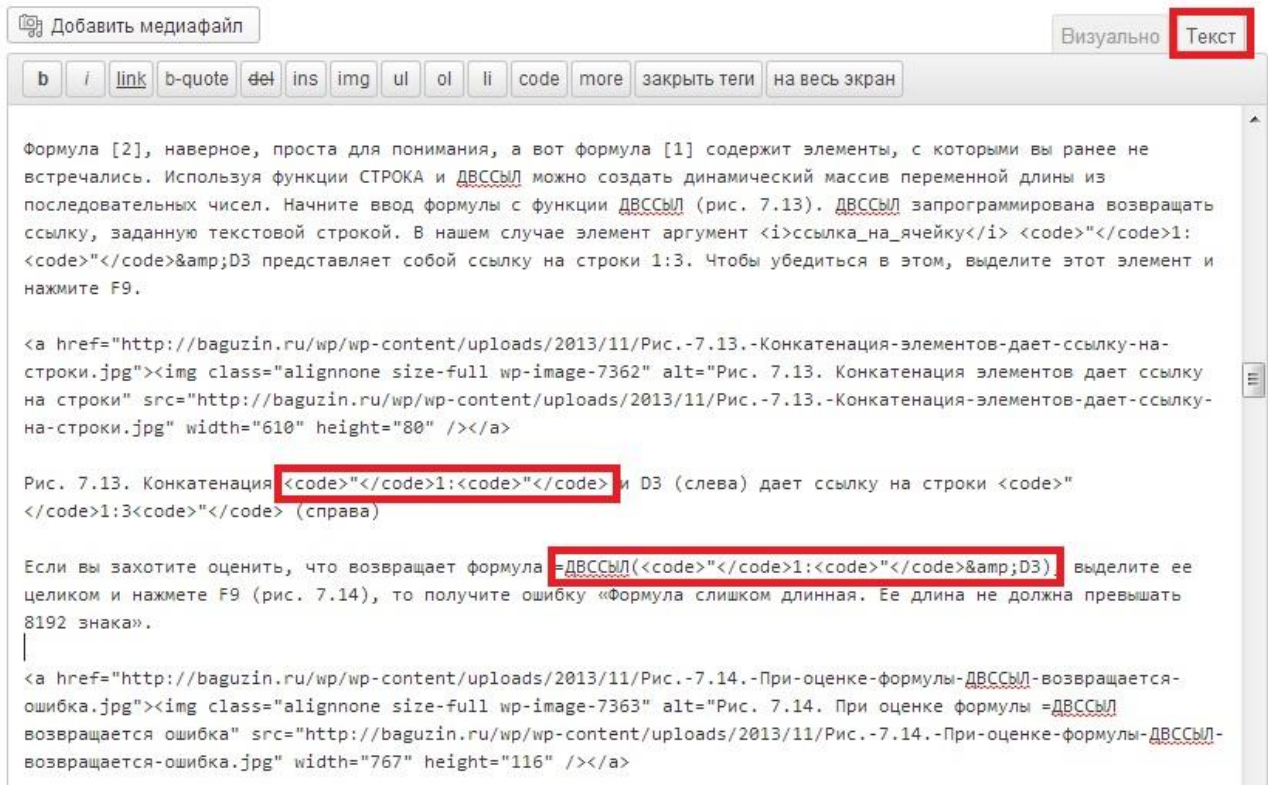 Добавить медиафайл
Визуально Текст
b i link b-quote del ins img ul ol li code more закрыть теги на весь экран
Формула [2], наверное, проста для понимания, а вот формула [1] содержит элементы, с которыми вы ранее не
встречались. Используя функции СТРОКА и ДВССЫЛ можно создать динамический массив переменной длины из
последовательных чисел. Начните ввод формулы с функции ДВССЫЛ (рис. 7.13). ДВССЫЛ запрограммирована возвращать
ссылку, заданную текстовой строкой. В нашем случае элемент аргумент <i>ссылка_на_ячейку</i> <code>"</code>1:
<code>"</code>&amp;D3 представляет собой ссылку на строки 1:3. Чтобы убедиться в этом, выделите этот элемент и
нажмите F9.
<a href="http://baguzin.ru/wp/wp-content/uploads/2013/11/Рис.-7.13.-Конкатенация-элементов-дает-ссылку-на-
строки.jpg"><img class="alignnone size-full wp-image-7362" alt="Рис. 7.13. Конкатенация элементов дает ссылку
на строки" src="http://baguzin.ru/wp/wp-content/uploads/2013/11/Рис.-7.13.-Конкатенация-элементов-дает-ссылку-
на-строки.jpg" width="610" height="80" /></a>
Рис. 7.13. Конкатенация <code>"</code>1:<code>"</code> и D3 (слева) дает ссылку на строки <code>"
</code>1:3<code>"</code> (справа)
Если вы захотите оценить, что возвращает формула =ДВССЫЛ(<code>"</code>1:<code>"</code>&amp;D3), выделите ее
целиком и нажмете F9 (рис. 7.14), то получите ошибку «Формула слишком длинная. Ее длина не должна превышать
8192 знака».
<a href="http://baguzin.ru/wp/wp-content/uploads/2013/11/Рис.-7.14.-При-оценке-формулы-ДВССЫЛ-возвращается-
ошибка.jpg"><img class="alignnone size-full wp-image-7363" alt="Рис. 7.14. При оценке формулы =ДВССЫЛ
возвращается ошибка" src="http://baguzin.ru/wp/wp-content/uploads/2013/11/Рис.-7.14.-При-оценке-формулы-ДВССЫЛ-
возвращается-ошибка.jpg" width="767" height="116" /></a>